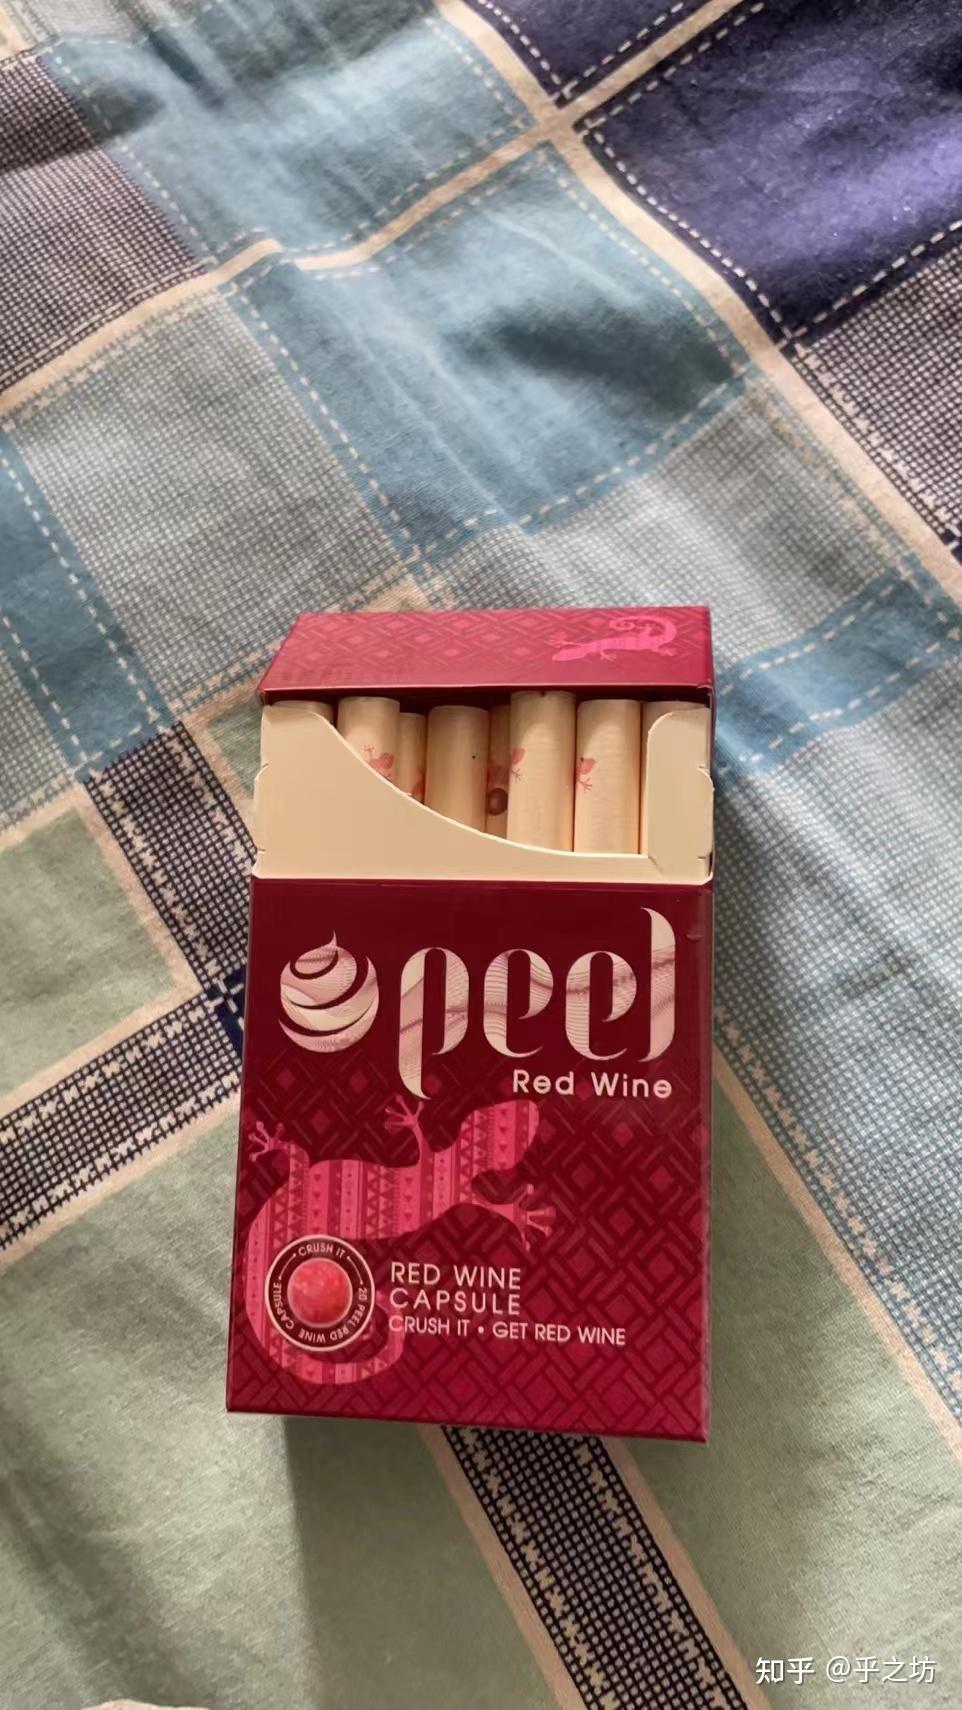 peel
Red Wine
CRUSH IT
20 PEEL RED WINE CAPSULE
RED WINE
CAPSULE
CRUSH IT • GET RED WINE
知乎 @乎之坊